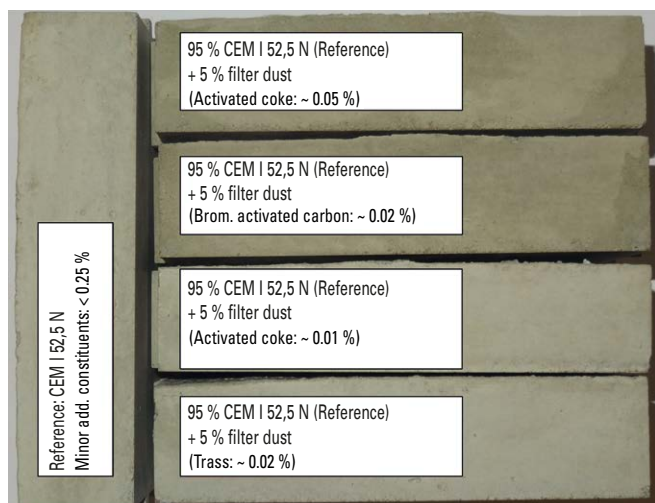 95 % CEM I 52,5 N (Reference)
+ 5 % filter dust
(Activated coke: ~ 0.05 %)
95 % CEM I 52,5 N (Reference)
+ 5 % filter dust
(Brom. activated carbon: ~ 0.02 %)
95 % CEM I 52,5 N (Reference)
+ 5 % filter dust
(Activated coke: ~ 0.01 %)
95 % CEM I 52,5 N (Reference)
+ 5 % filter dust
(Trass: ~ 0.02 %)
Reference: CEM I 52,5 N
Minor add. constituents: < 0.25 %